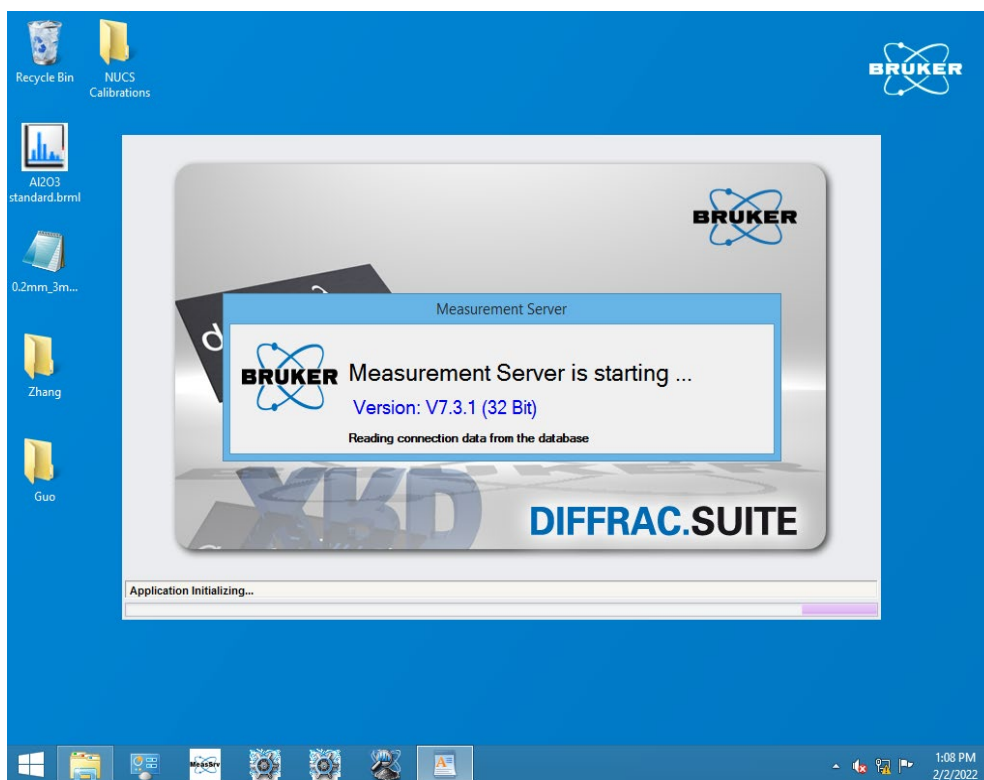 Recycle Bin
NUCS
Calibrations
BRUKER
Al2O3
standard.brml
0.2mm_3m...
Zhang
Guo
BRUKER
d
Measurement Server
BRUKER
Measurement Server is starting ...
Version: V7.3.1 (32 Bit)
Reading connection data from the database
XRD
DIFFRAC.SUITE
Application Initializing...
MeasSrv
A
1:08 PM
2/2/2022